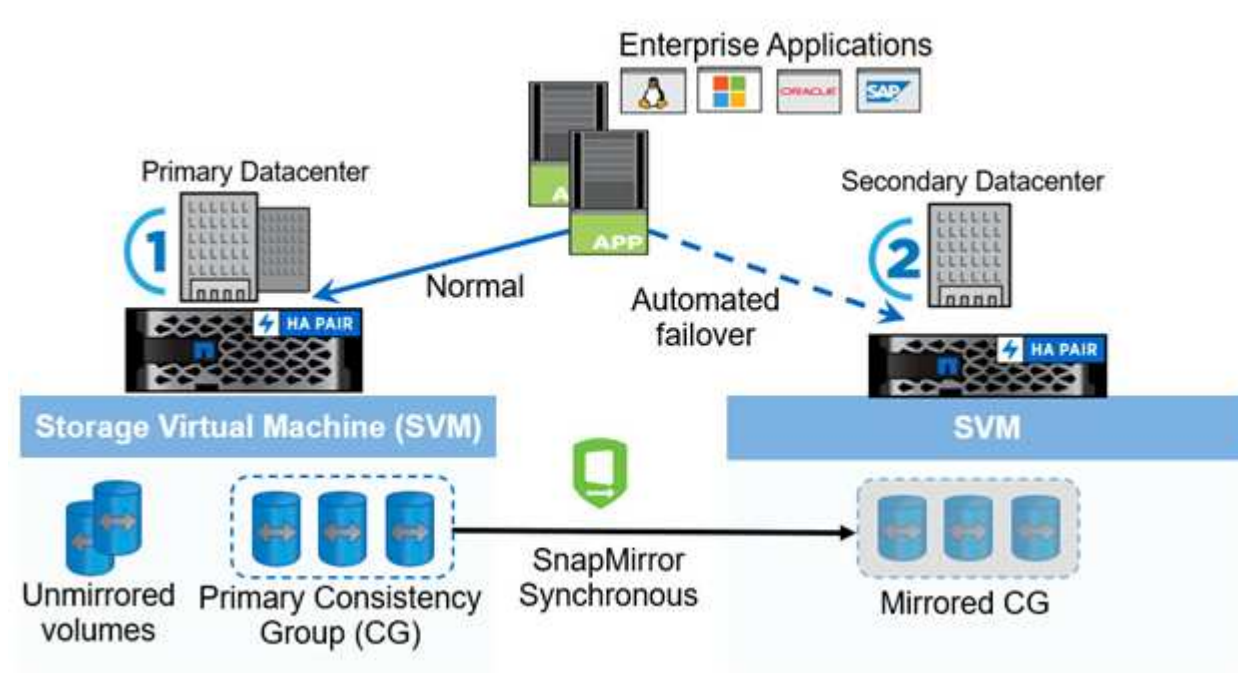 Enterprise Applications
ORACLE
SAP
Primary Datacenter
Secondary Datacenter
1
A
APP
2
Normal
Automated
failover
HA PAIR
HA PAIR
Storage Virtual Machine (SVM)
SVM
Unmirrored
volumes
Primary Consistency
Group (CG)
SnapMirror
Synchronous
Mirrored CG